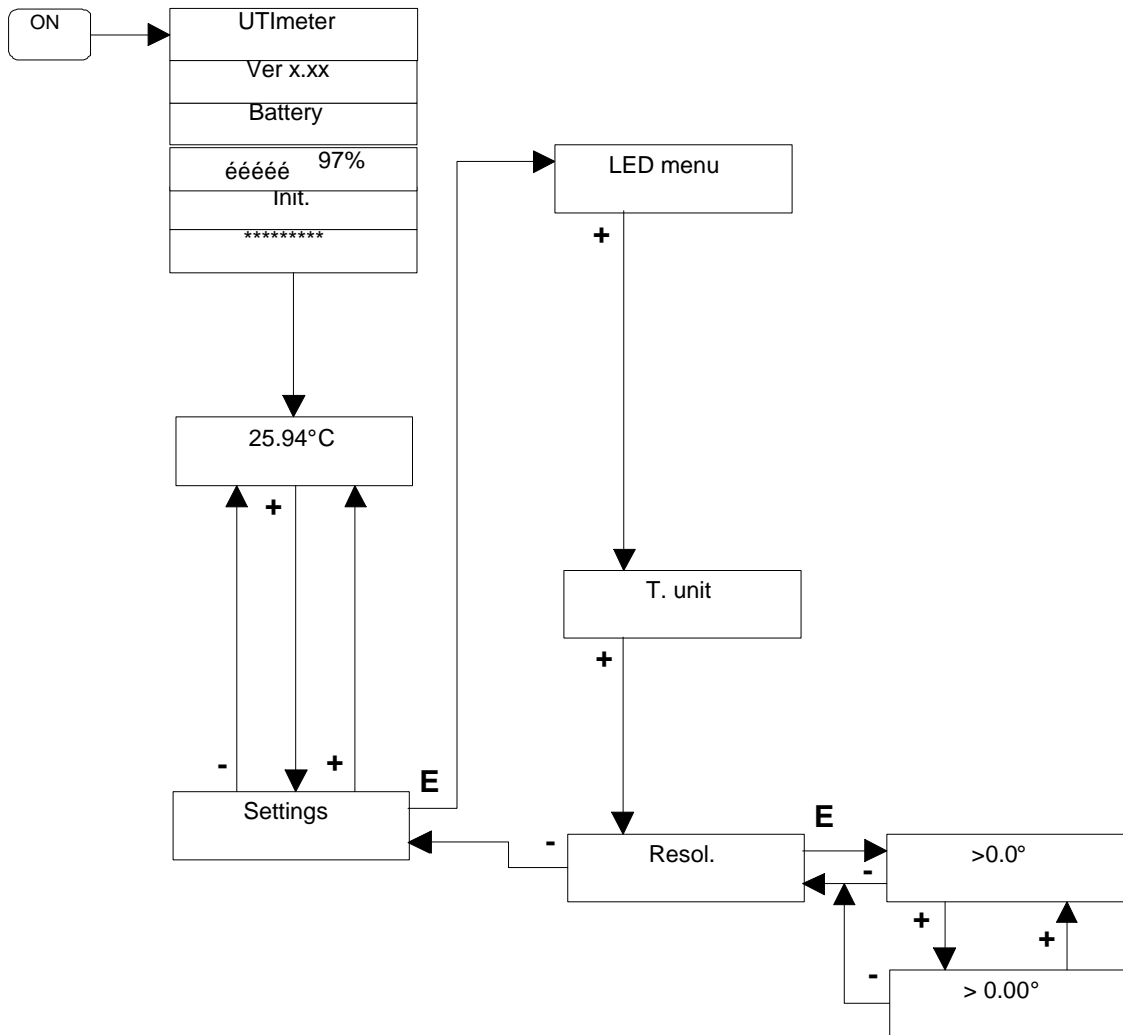 ON
UTImeter
Ver x.xx
Battery
ééééé 97%
Init.
*********
LED menu
+
25.94°C
+
T. unit
+
-
+
E
Settings
-
Resol.
E
>0.0°
-
+
+
-
> 0.00°